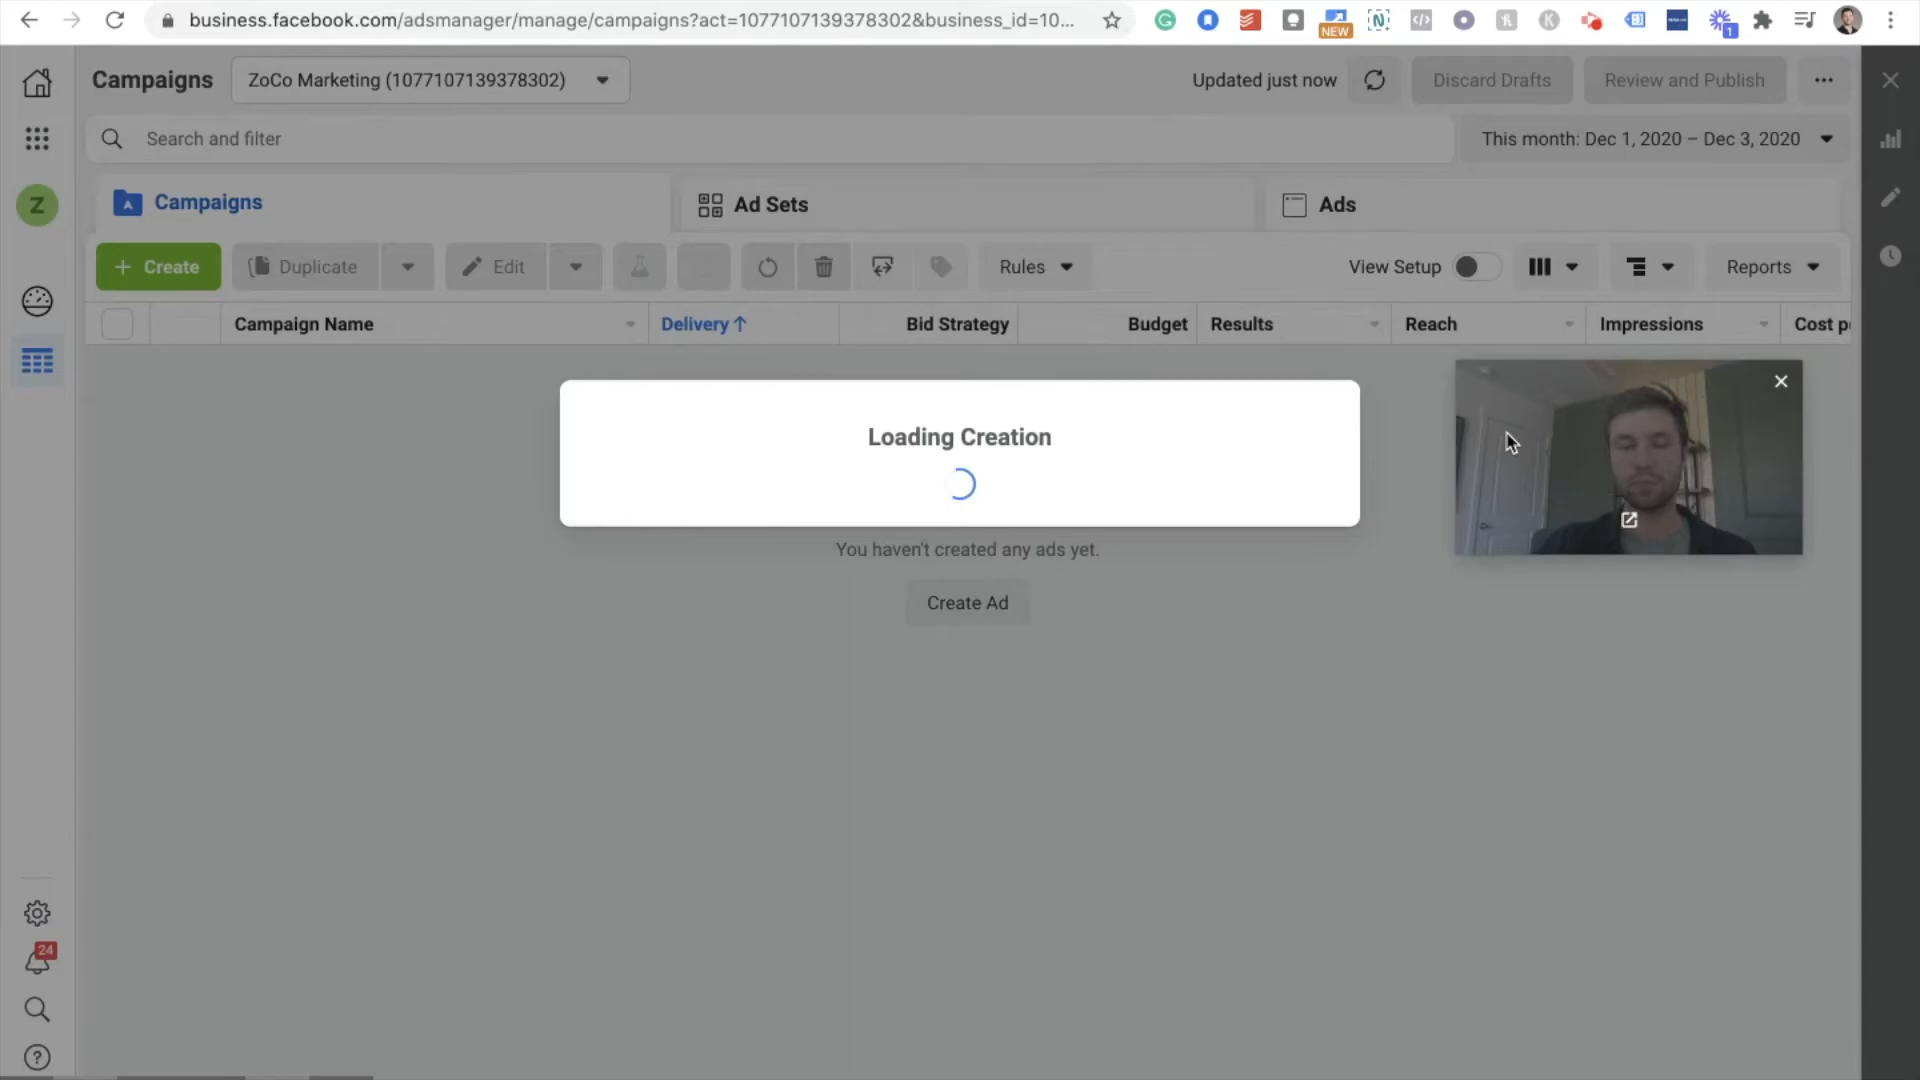 business.facebook.com/adsmanager/manage/campaigns?act=1077107139378302&business_id=10...
NEW
1
Campaigns
ZoCo Marketing (1077107139378302)
Updated just now
Discard Drafts
Review and Publish
Search and filter
This month: Dec 1, 2020 – Dec 3, 2020
Z
Campaigns
Ad Sets
Ads
+ Create
Duplicate
Edit
Rules
View Setup
Reports
Campaign Name
Delivery↑
Bid Strategy
Budget
Results
Reach
Impressions
Cost p
Loading Creation
You haven't created any ads yet.
Create Ad
24